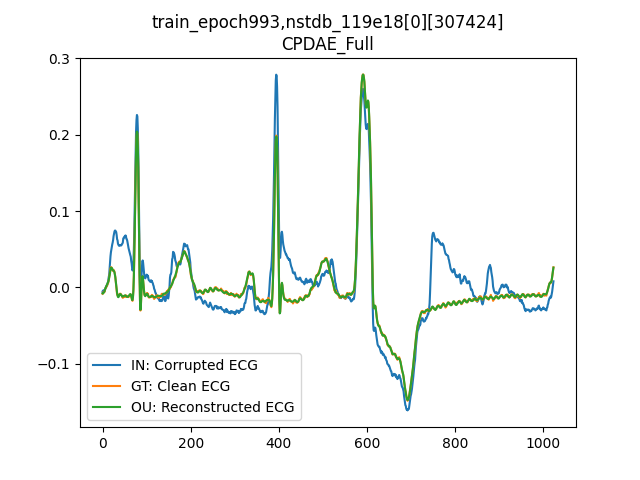 train_epoch993,nstdb_119e18[0][307424]
CPDAE_Full
0.3
0.2
0.1
0.0
−0.1
IN: Corrupted ECG
GT: Clean ECG
OU: Reconstructed ECG
0 200 400 600 800 1000